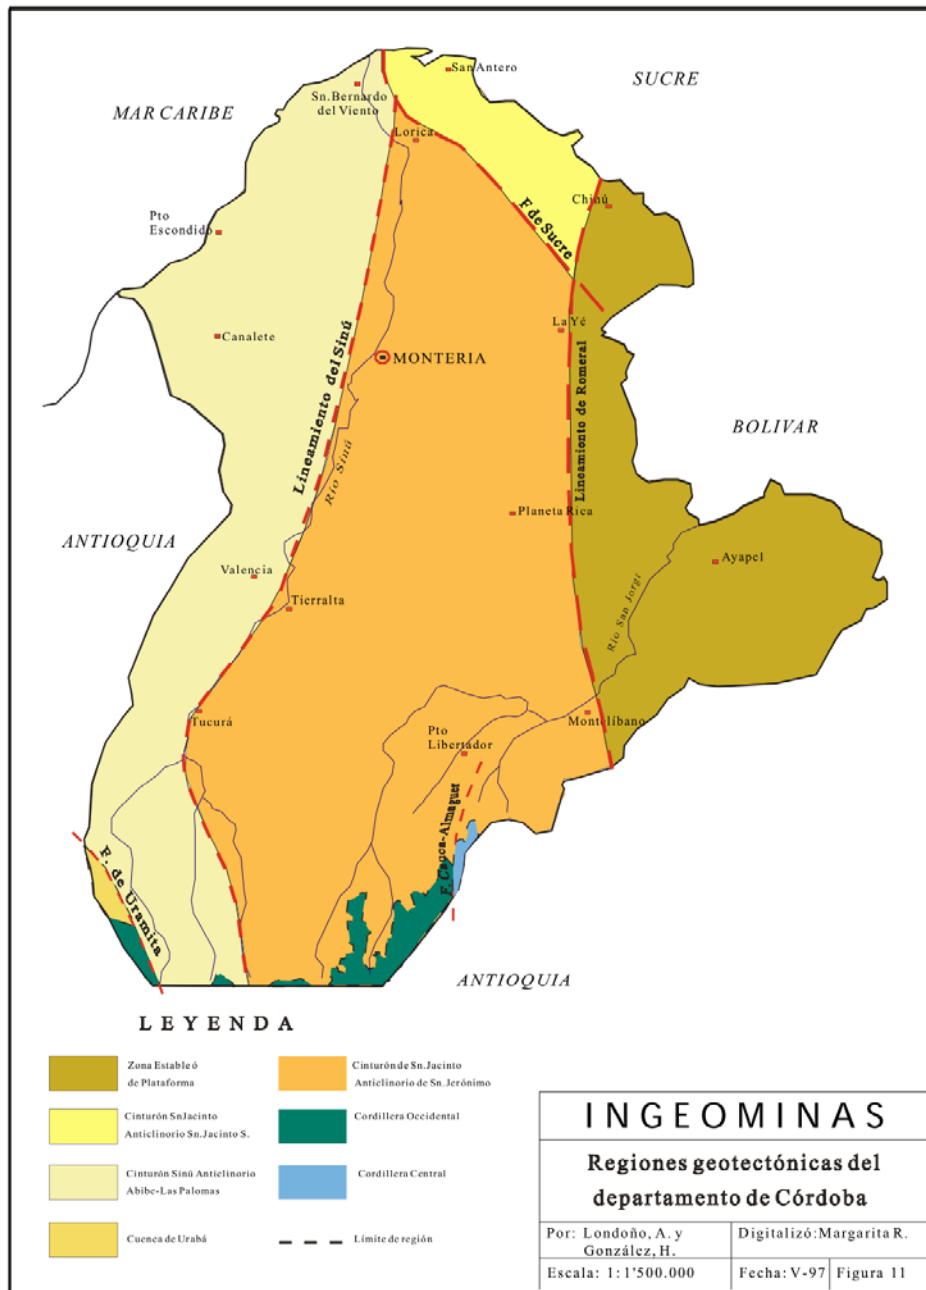 SUCRE
San Antero
MAR CARIBE
Sn. Bernardo
del Viento
Lorica
Chinú
Pto
Escondido
F de Sucre
La Yé
Canalete
MONTERIA
Lineamiento del Sinú
Lineamiento de Romeral
BOLIVAR
Río Sinú
Planeta Rica
ANTIOQUIA
Ayapel
Valencia
Tierralta
Río San Jorge
Tucurá
Montelíbano
Pto
Libertador
F. Cauca-Almaguer
F. de Uramita
ANTIOQUIA
LEYENDA
Zona Estable ó
de Plataforma
Cinturón de Sn. Jacinto
Anticlinorio de Sn. Jerónimo
Cinturón Sn Jacinto
Anticlinorio Sn. Jacinto S.
Cordillera Occidental
Cinturón Sinú Anticlinorio
Abibe-Las Palomas
Cordillera Central
Cuenca de Urabá
Límite de región
INGEOMINAS
Regiones geotectónicas del
departamento de Córdoba
Por: Londoño, A. y
González, H.
Digitalizó: Margarita R.
Escala: 1:1'500.000
Fecha: V-97
Figura 11